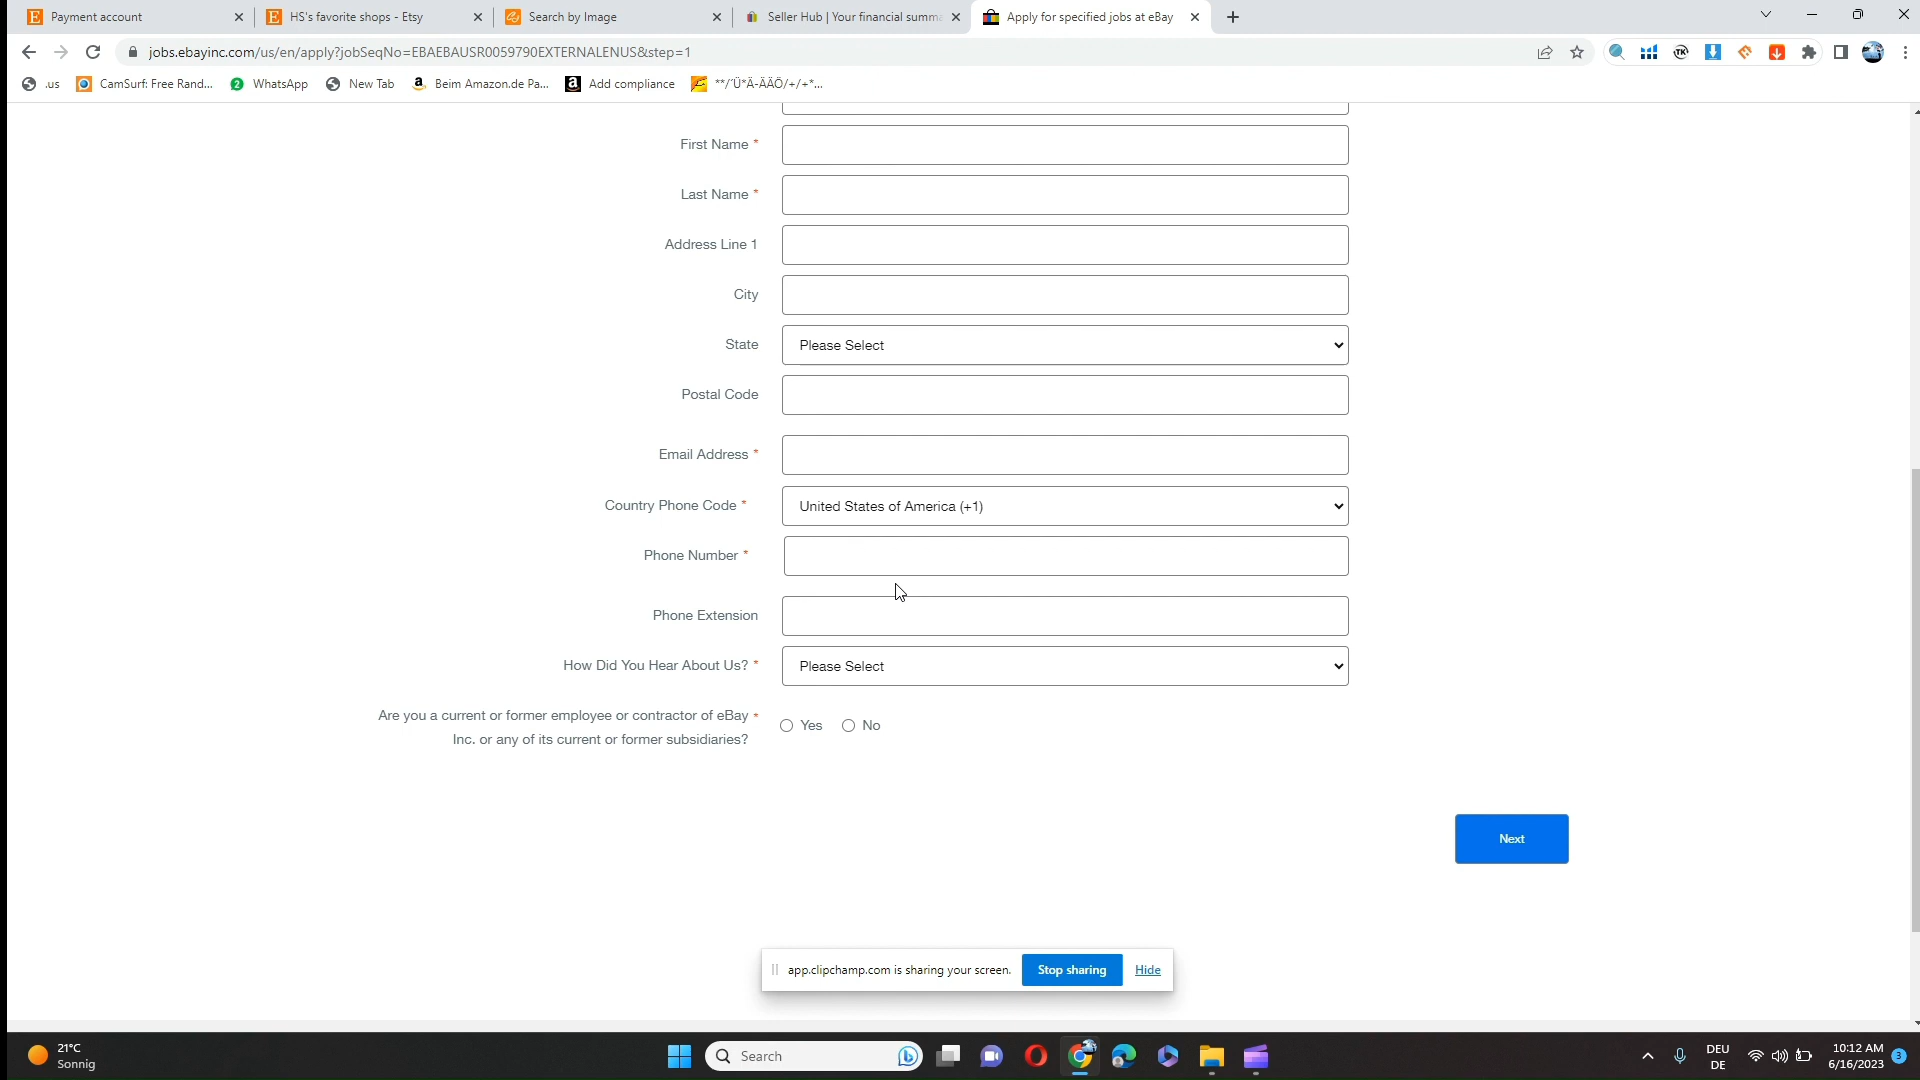 Payment account
HS's favorite shops - Etsy
Search by Image
Seller Hub | Your financial summa
Apply for specified jobs at eBay
jobs.ebayinc.com/us/en/apply?jobSeqNo=EBAEBAUSR0059790EXTERNALENUS&step=1
TK
.us
CamSurf: Free Rand...
2
WhatsApp
New Tab
a
Beim Amazon.de Pa...
a
Add compliance
**/´Ü*Ä-ÄÄÖ/+/+*...
First Name *
Last Name *
Address Line 1
City
State
Please Select
Postal Code
Email Address *
Country Phone Code *
United States of America (+1)
Phone Number *
Phone Extension
How Did You Hear About Us? *
Please Select
Are you a current or former employee or contractor of eBay *
Inc. or any of its current or former subsidiaries?
Yes
No
Next
app.clipchamp.com is sharing your screen.
Stop sharing
Hide
21°C
Sonnig
Search
DEU
DE
10:12 AM
6/16/2023
3